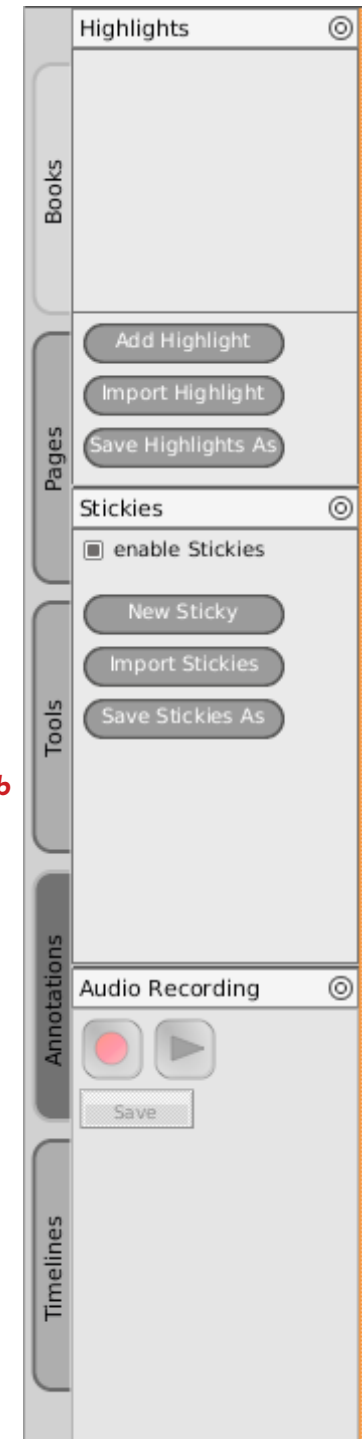 Highlights
Books
Add Highlight
Import Highlight
Save Highlights As
Pages
Stickies
enable Stickies
New Sticky
Import Stickies
Save Stickies As
Tools
b
Annotations
Audio Recording
Save
Timelines